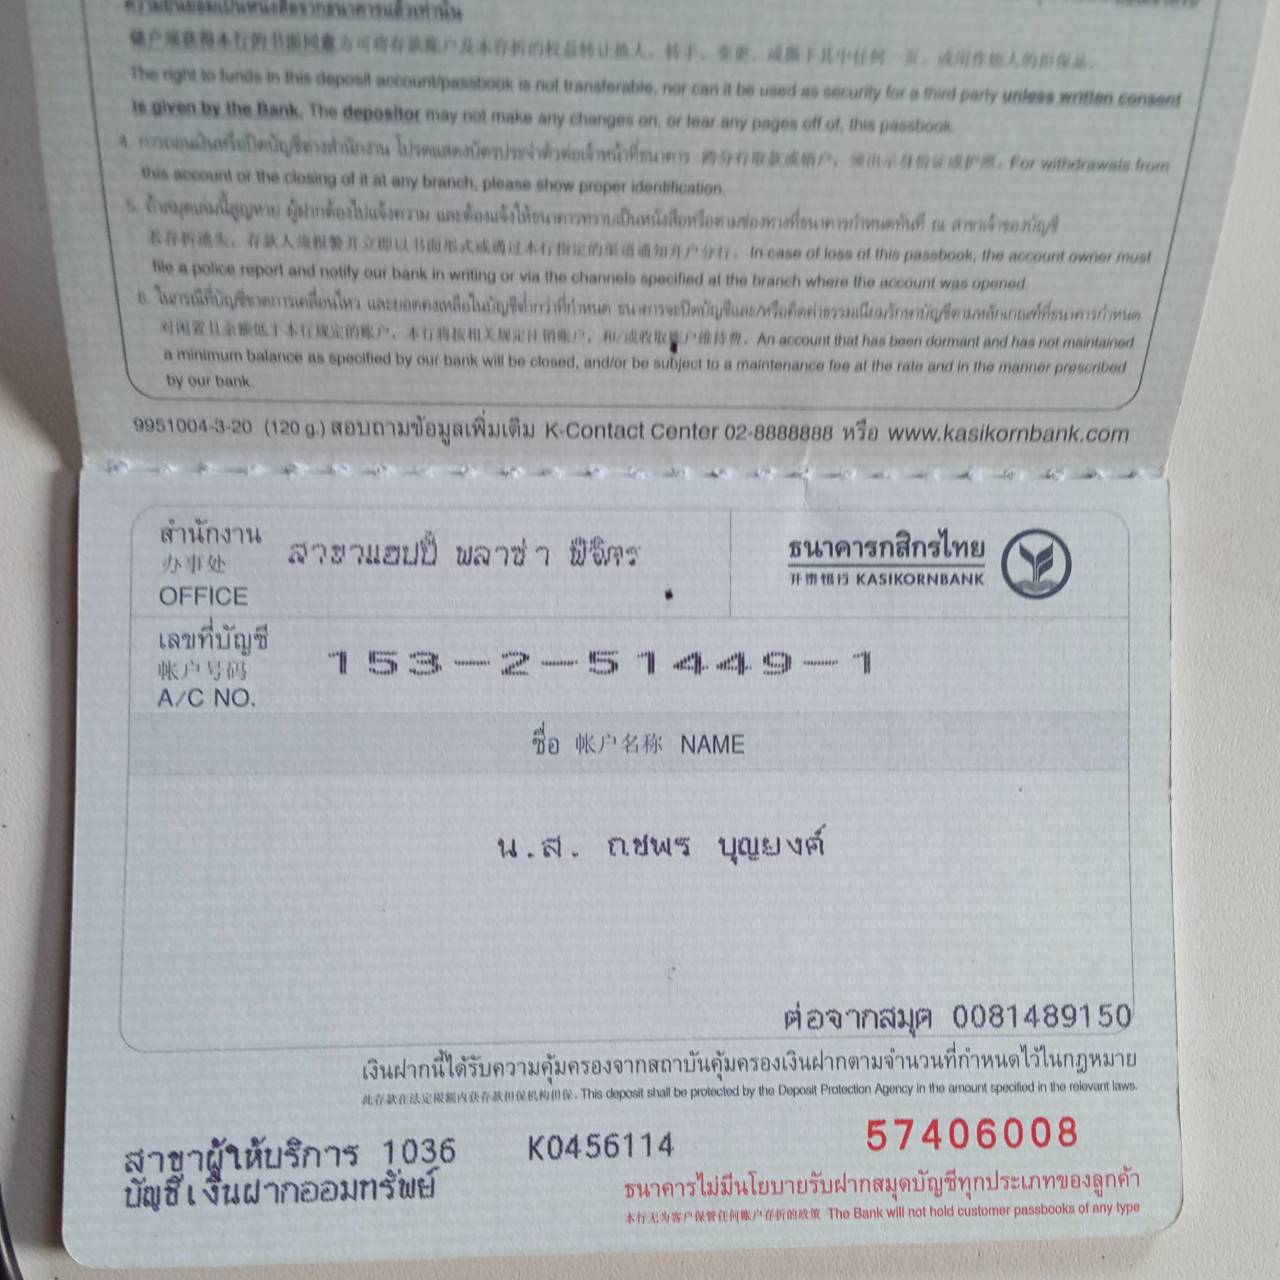 ความยินยอมเป็นหนังสือจากธนาคารแล้วเท่านั้น
储户须获得本行的书面同意方可将存款账户及本存折的权益转让他人、转手、变更、或撕下其中任何一页、或用作他人的担保品。
The right to funds in this deposit account/passbook is not transferable, nor can it be used as security for a third party unless written consent
is given by the Bank. The depositor may not make any changes on, or tear any pages off of, this passbook.
4. การถอนเงินหรือปิดบัญชีต่างสำนักงาน โปรดแสดงบัตรประจำตัวต่อเจ้าหน้าที่ธนาคาร 跨分行取款或销户，须出示身份证或护照。For withdrawals from
this account or the closing of it at any branch, please show proper identification.
5. ถ้าสมุดเล่มนี้สูญหาย ผู้ฝากต้องไปแจ้งความ และต้องแจ้งให้ธนาคารทราบเป็นหนังสือหรือตามช่องทางที่ธนาคารกำหนดทันที ณ สาขาเจ้าของบัญชี
若存折遗失，存款人须报警并立即以书面形式或通过本行指定的渠道通知开户分行。In case of loss of this passbook, the account owner must
file a police report and notify our bank in writing or via the channels specified at the branch where the account was opened.
6. ในกรณีที่บัญชีขาดการเคลื่อนไหว และยอดคงเหลือในบัญชีต่ำกว่าที่กำหนด ธนาคารจะปิดบัญชีและ/หรือคิดค่าธรรมเนียมรักษาบัญชีตามหลักเกณฑ์ที่ธนาคารกำหนด
对闲置且余额低于本行规定的账户，本行将按相关规定注销账户，和/或收取账户维持费。An account that has been dormant and has not maintained
a minimum balance as specified by our bank will be closed, and/or be subject to a maintenance fee at the rate and in the manner prescribed
by our bank.
9951004-3-20 (120 g.) สอบถามข้อมูลเพิ่มเติม K-Contact Center 02-8888888 หรือ www.kasikornbank.com
สำนักงาน
办事处
OFFICE
สาขาแฮปปี้ พลาซ่า พิจิตร
ธนาคารกสิกรไทย
开泰银行 KASIKORNBANK
เลขที่บัญชี
帐户号码
A/C NO.
153-2-51449-1
ชื่อ 帐户名称 NAME
น.ส. ถชพร บุญยงค์
ต่อจากสมุด 0081489150
เงินฝากนี้ได้รับความคุ้มครองจากสถาบันคุ้มครองเงินฝากตามจำนวนที่กำหนดไว้ในกฎหมาย
此存款在法定限额内获存款担保机构担保。This deposit shall be protected by the Deposit Protection Agency in the amount specified in the relevant laws.
สาขาผู้ให้บริการ 1036 K0456114 57406008
บัญชีเงินฝากออมทรัพย์
ธนาคารไม่มีนโยบายรับฝากสมุดบัญชีทุกประเภทของลูกค้า
本行无为客户保管任何账户存折的政策 The Bank will not hold customer passbooks of any type